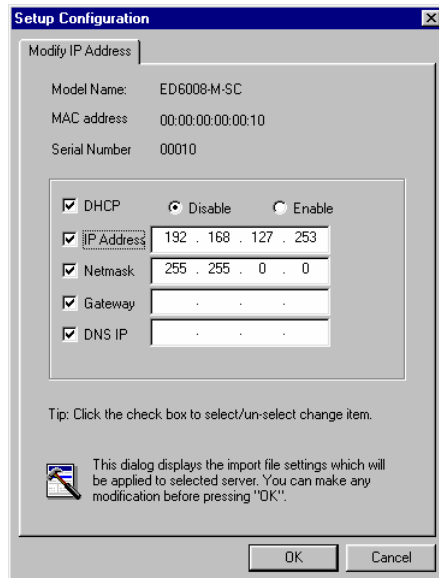 Setup Configuration
Modify IP Address
Model Name: ED6008-M-SC
MAC address 00:00:00:00:00:10
Serial Number 00010
DHCP Disable Enable
IP Address 192 . 168 . 127 . 253
Netmask 255 . 255 . 0 . 0
Gateway . . .
DNS IP . . .
Tip: Click the check box to select/un-select change item.
This dialog displays the import file settings which will
be applied to selected server. You can make any
modification before pressing "OK".
OK Cancel